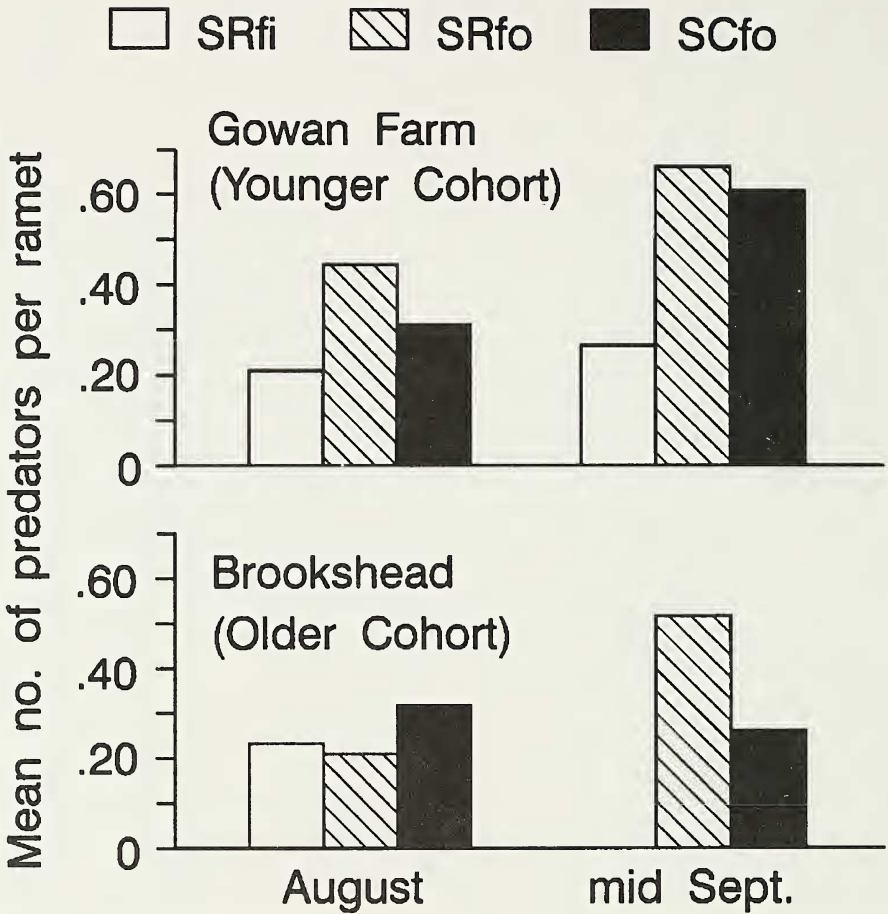 SRfi SRfo SCfo
Mean no. of predators per ramet
Gowan Farm
(Younger Cohort)
.60
.40
.20
0
Brookshead
(Older Cohort)
.60
.40
.20
0
August mid Sept.